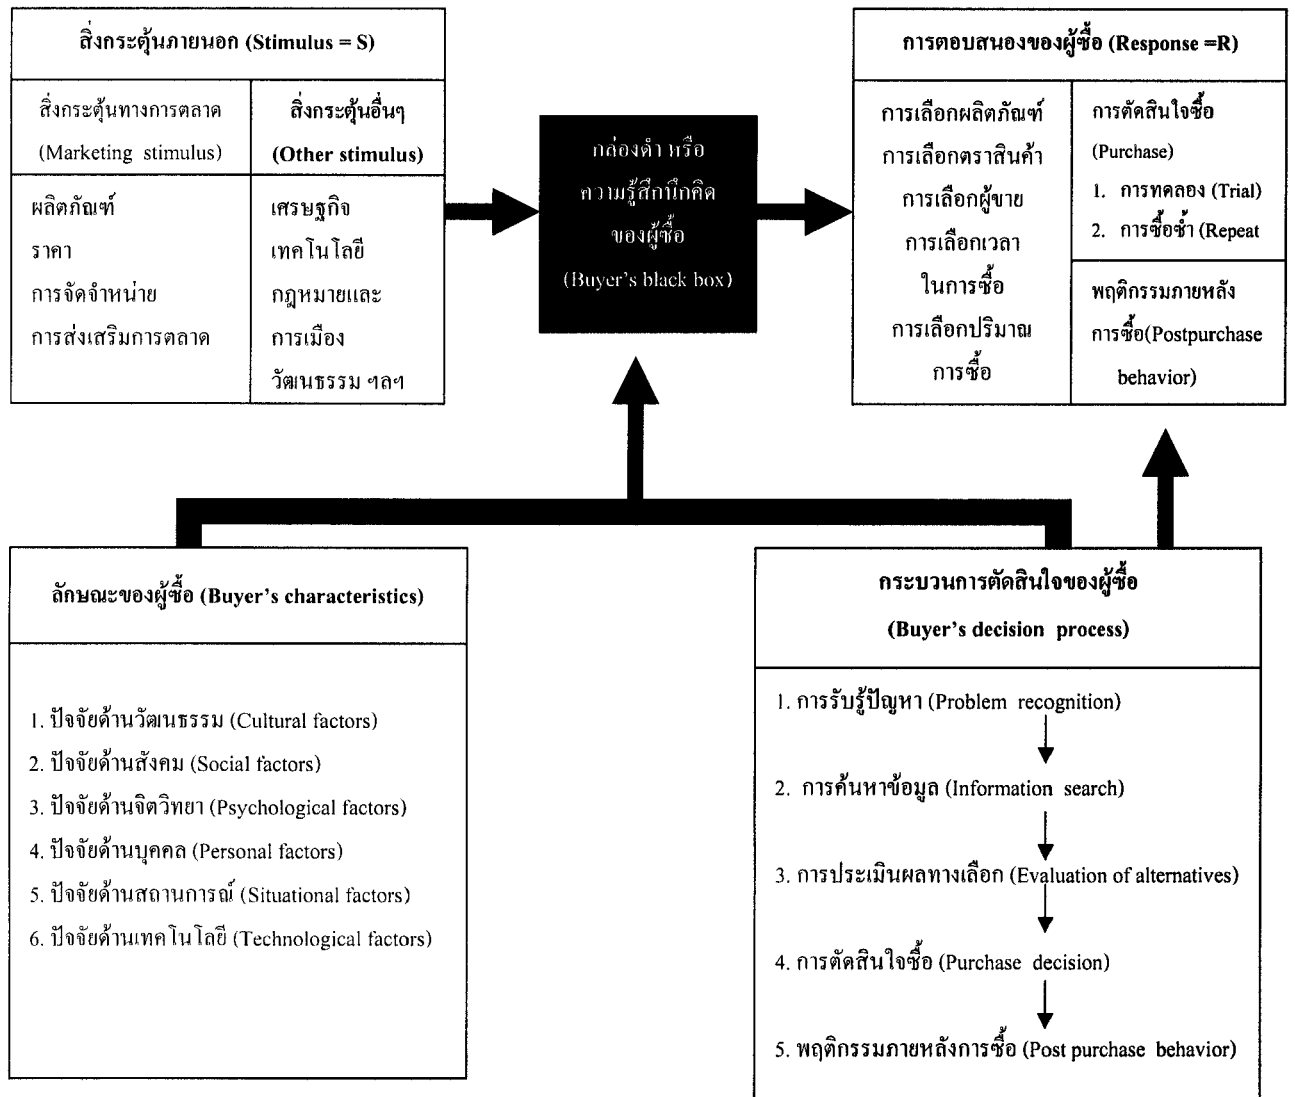 สิ่งกระตุ้นภายนอก (Stimulus = S)
สิ่งกระตุ้นทางการตลาด
(Marketing stimulus)
สิ่งกระตุ้นอื่นๆ
(Other stimulus)
ผลิตภัณฑ์
ราคา
การจัดจำหน่าย
การส่งเสริมการตลาด
เศรษฐกิจ
เทคโนโลยี
กฎหมายและ
การเมือง
วัฒนธรรม ฯลฯ
กล่องดำ หรือ
ความรู้สึกนึกคิด
ของผู้ซื้อ
(Buyer's black box)
การตอบสนองของผู้ซื้อ (Response =R)
การเลือกผลิตภัณฑ์
การเลือกตราสินค้า
การเลือกผู้ขาย
การเลือกเวลา
ในการซื้อ
การเลือกปริมาณ
การซื้อ
การตัดสินใจซื้อ
(Purchase)
1. การทดลอง (Trial)
2. การซื้อซ้ำ (Repeat
พฤติกรรมภายหลัง
การซื้อ(Postpurchase
behavior)
ลักษณะของผู้ซื้อ (Buyer's characteristics)
1. ปัจจัยด้านวัฒนธรรม (Cultural factors)
2. ปัจจัยด้านสังคม (Social factors)
3. ปัจจัยด้านจิตวิทยา (Psychological factors)
4. ปัจจัยด้านบุคคล (Personal factors)
5. ปัจจัยด้านสถานการณ์ (Situational factors)
6. ปัจจัยด้านเทคโนโลยี (Technological factors)
กระบวนการตัดสินใจของผู้ซื้อ
(Buyer's decision process)
1. การรับรู้ปัญหา (Problem recognition)
2. การค้นหาข้อมูล (Information search)
3. การประเมินผลทางเลือก (Evaluation of alternatives)
4. การตัดสินใจซื้อ (Purchase decision)
5. พฤติกรรมภายหลังการซื้อ (Post purchase behavior)